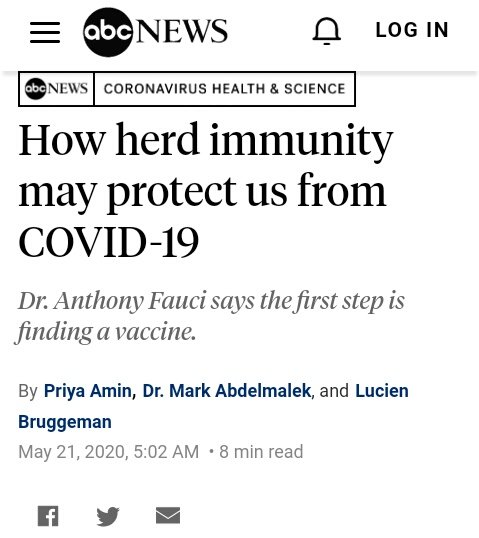 abc NEWS LOG IN
abc NEWS CORONAVIRUS HEALTH & SCIENCE
How herd immunity
may protect us from
COVID-19
Dr. Anthony Fauci says the first step is
finding a vaccine.
By Priya Amin, Dr. Mark Abdelmalek, and Lucien
Bruggeman
May 21, 2020, 5:02 AM • 8 min read